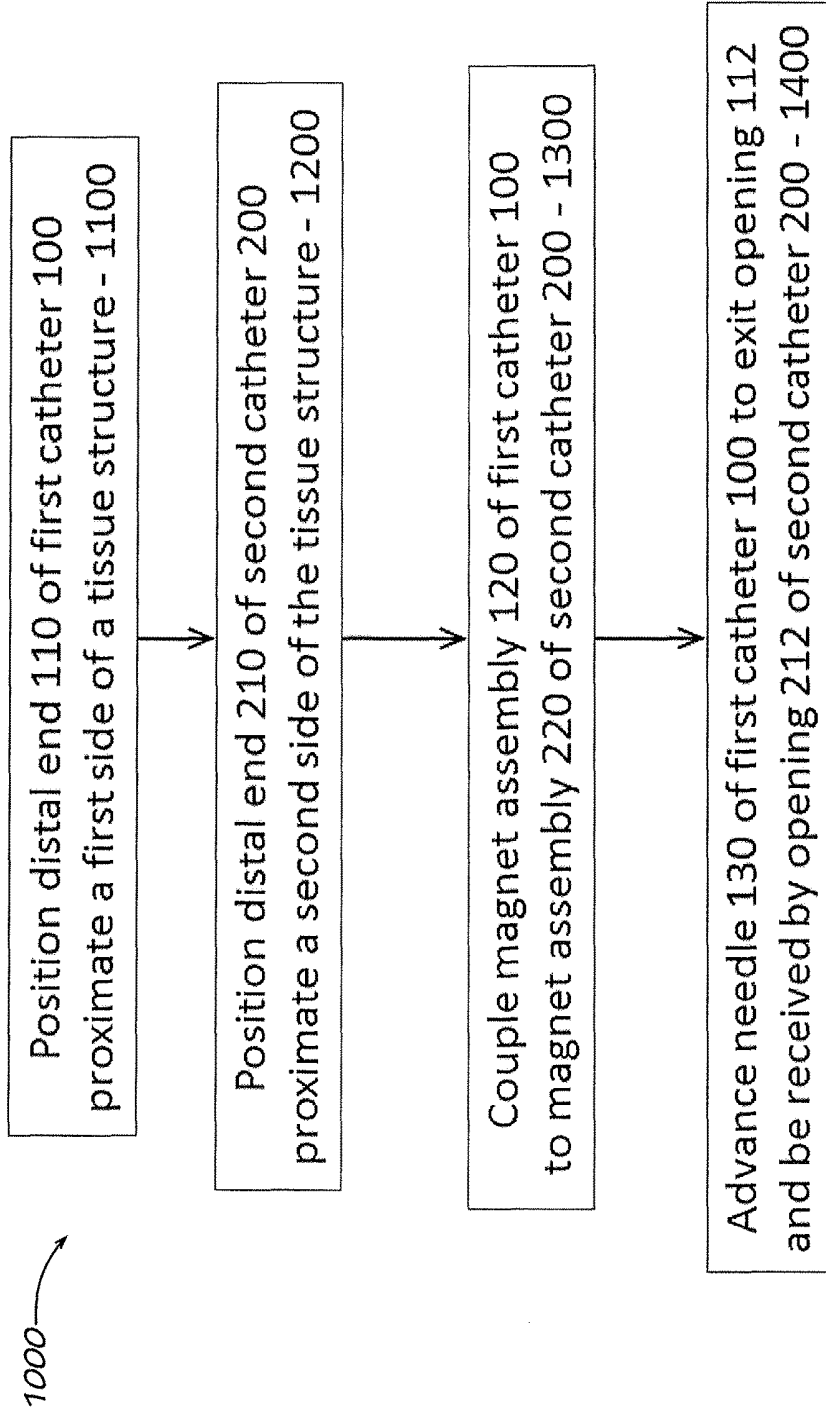 1000
Position distal end 110 of first catheter 100
proximate a first side of a tissue structure - 1100
Position distal end 210 of second catheter 200
proximate a second side of the tissue structure - 1200
Couple magnet assembly 120 of first catheter 100
to magnet assembly 220 of second catheter 200 - 1300
Advance needle 130 of first catheter 100 to exit opening 112
and be received by opening 212 of second catheter 200 - 1400